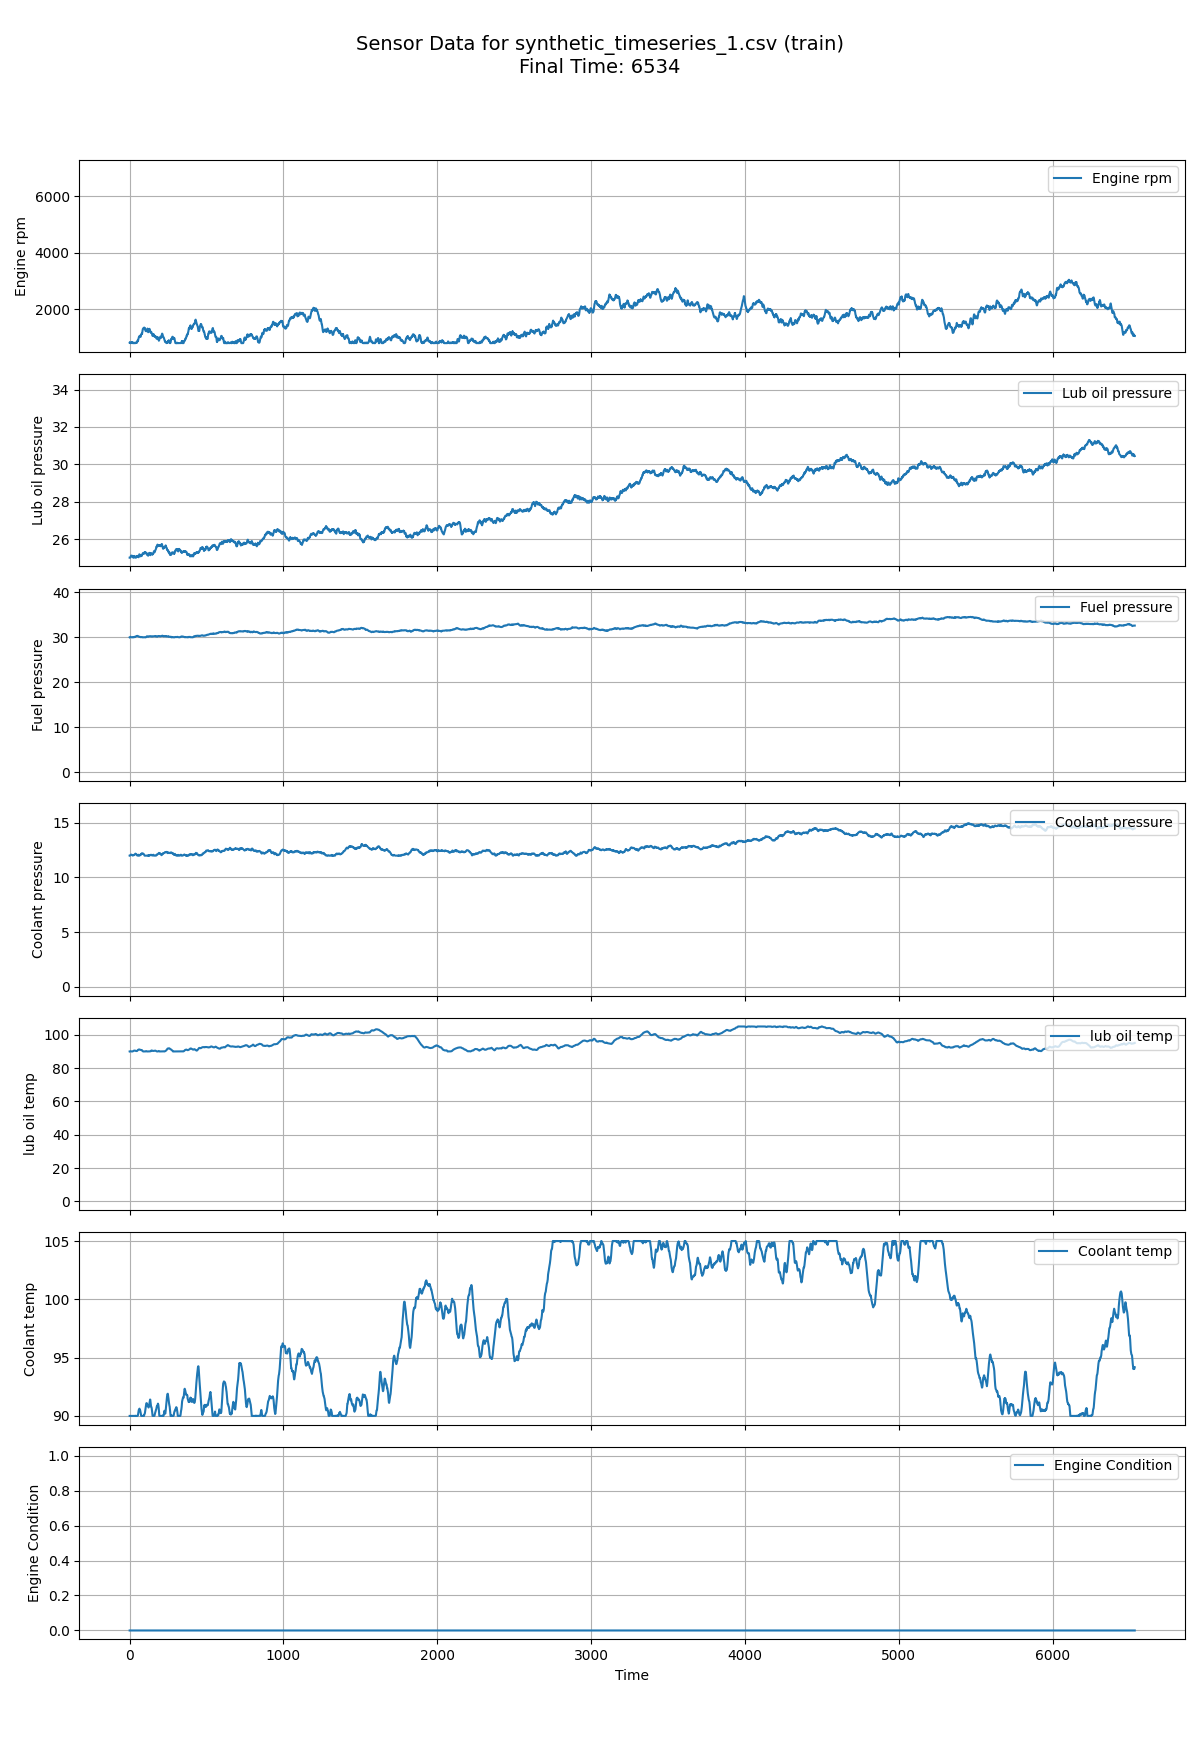 Sensor Data for synthetic_timeseries_1.csv (train)
Final Time: 6534
Engine rpm
6000
4000
2000
Engine rpm
Lub oil pressure
34
32
30
28
26
Lub oil pressure
Fuel pressure
40
30
20
10
0
Fuel pressure
Coolant pressure
15
10
5
0
Coolant pressure
lub oil temp
100
80
60
40
20
0
lub oil temp
Coolant temp
105
100
95
90
Coolant temp
Engine Condition
1.0
0.8
0.6
0.4
0.2
0.0
Engine Condition
0 1000 2000 3000 4000 5000 6000
Time